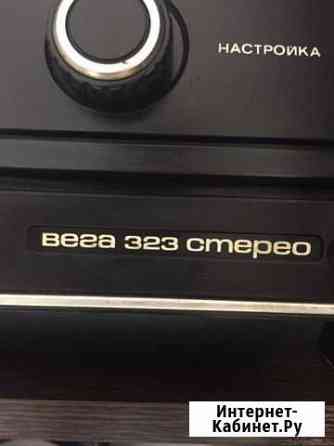 НАСТРОЙКА
вега 323 стерео
Интернет-
Кабинет.Ру